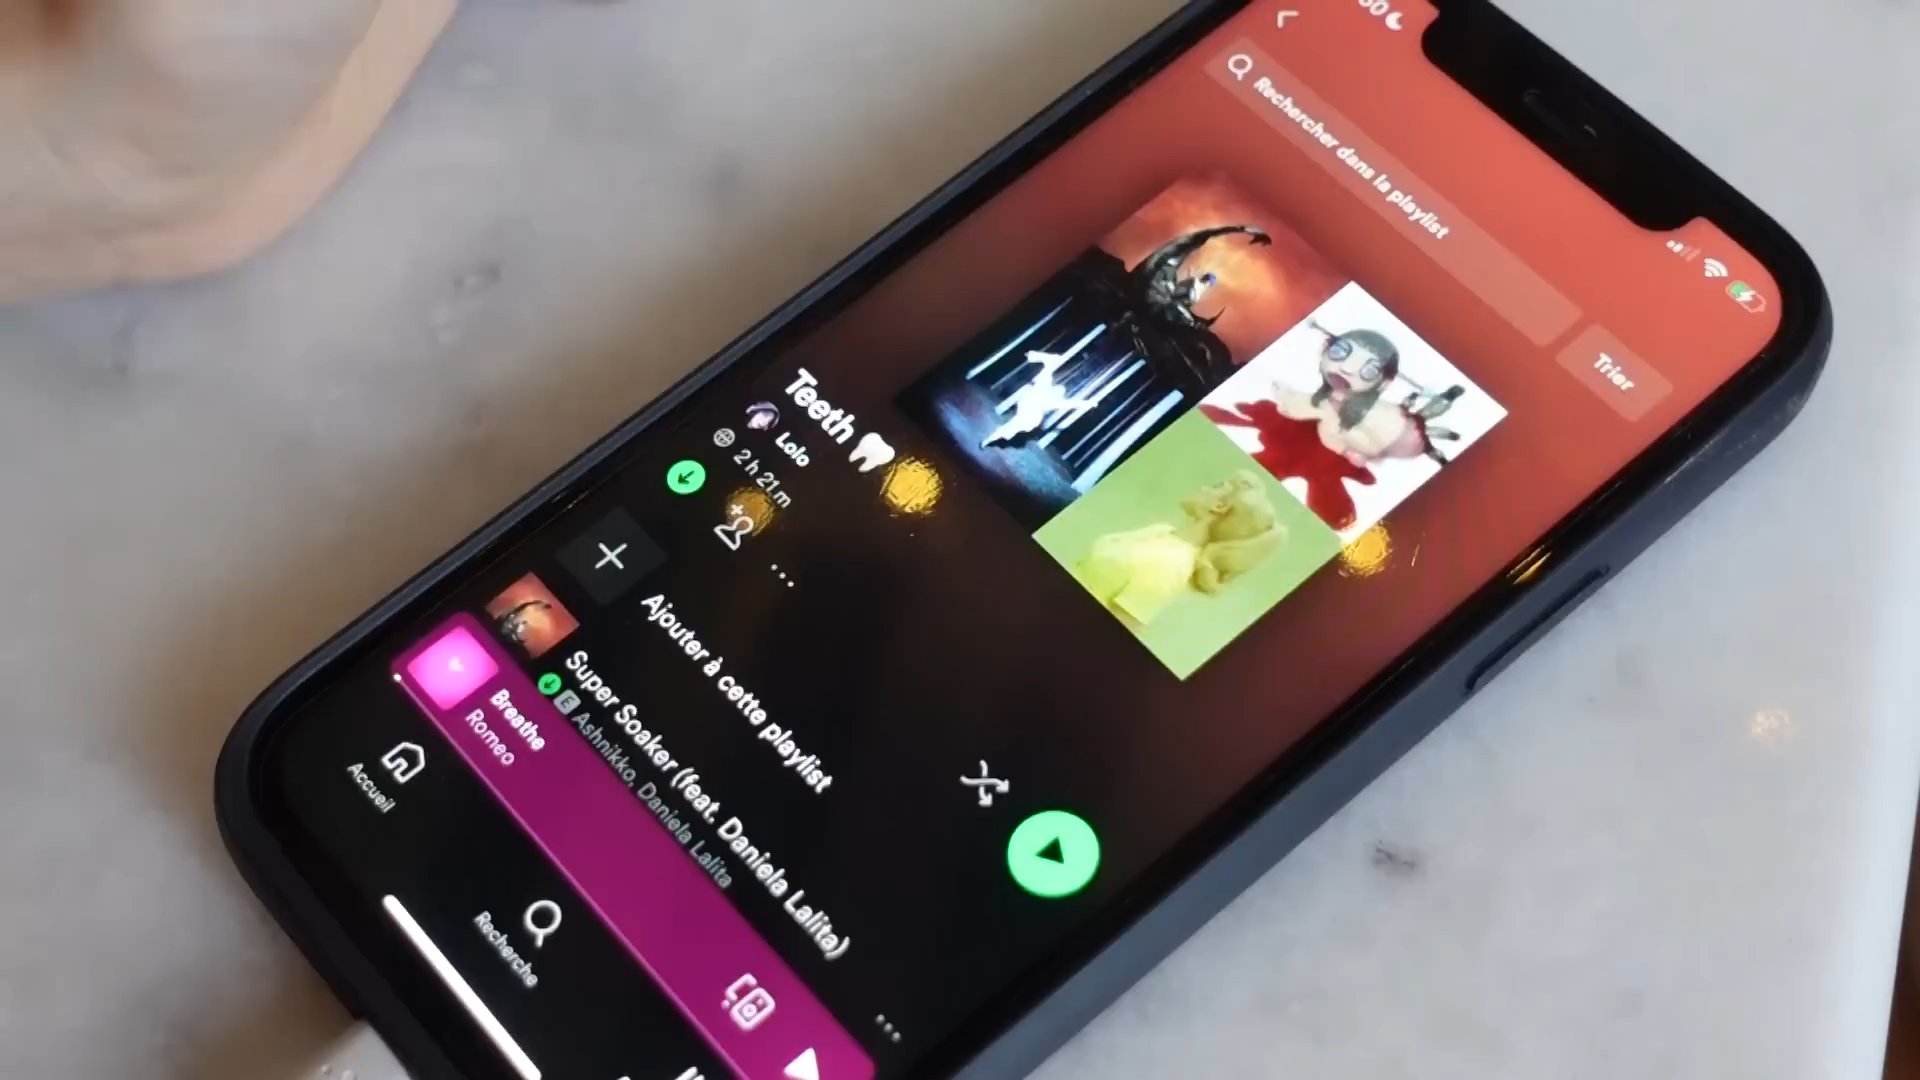 Rechercher dans la playlist
Trier
Teeth
Lolo
2 h 21 m
Ajouter à cette playlist
Super Soaker (feat. Daniela Lalita)
E Ashnikko, Daniela Lalita
Breathe
Romeo
Accueil
Recherche